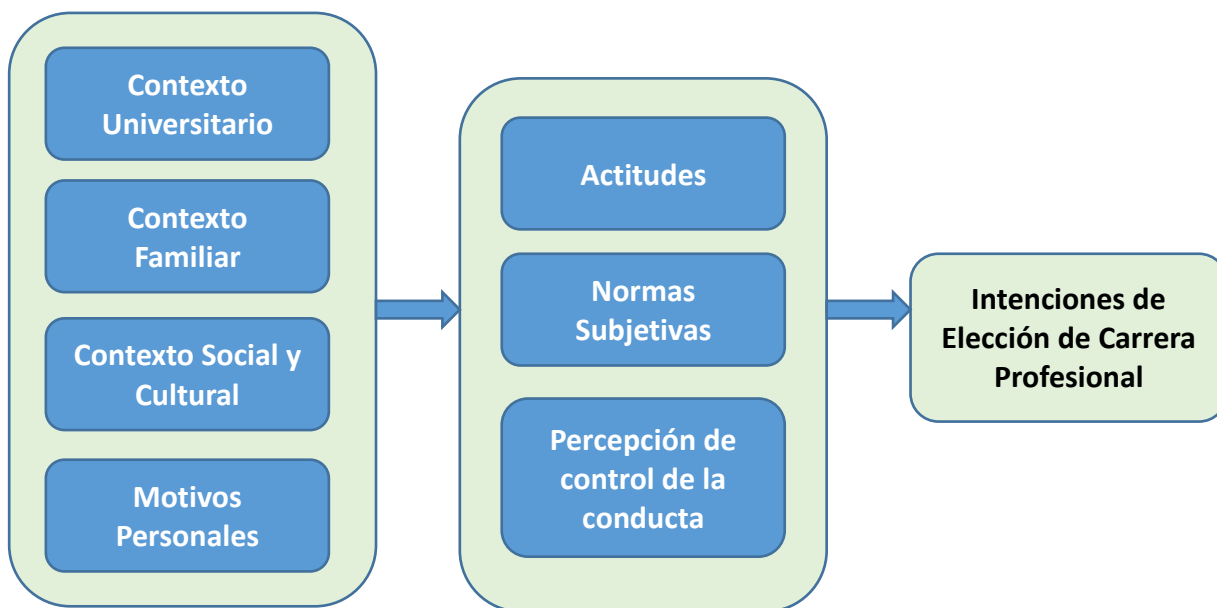 Contexto
Universitario
Contexto
Familiar
Contexto Social y
Cultural
Motivos
Personales
Actitudes
Normas
Subjetivas
Percepción de
control de la
conducta
Intenciones de
Elección de Carrera
Profesional